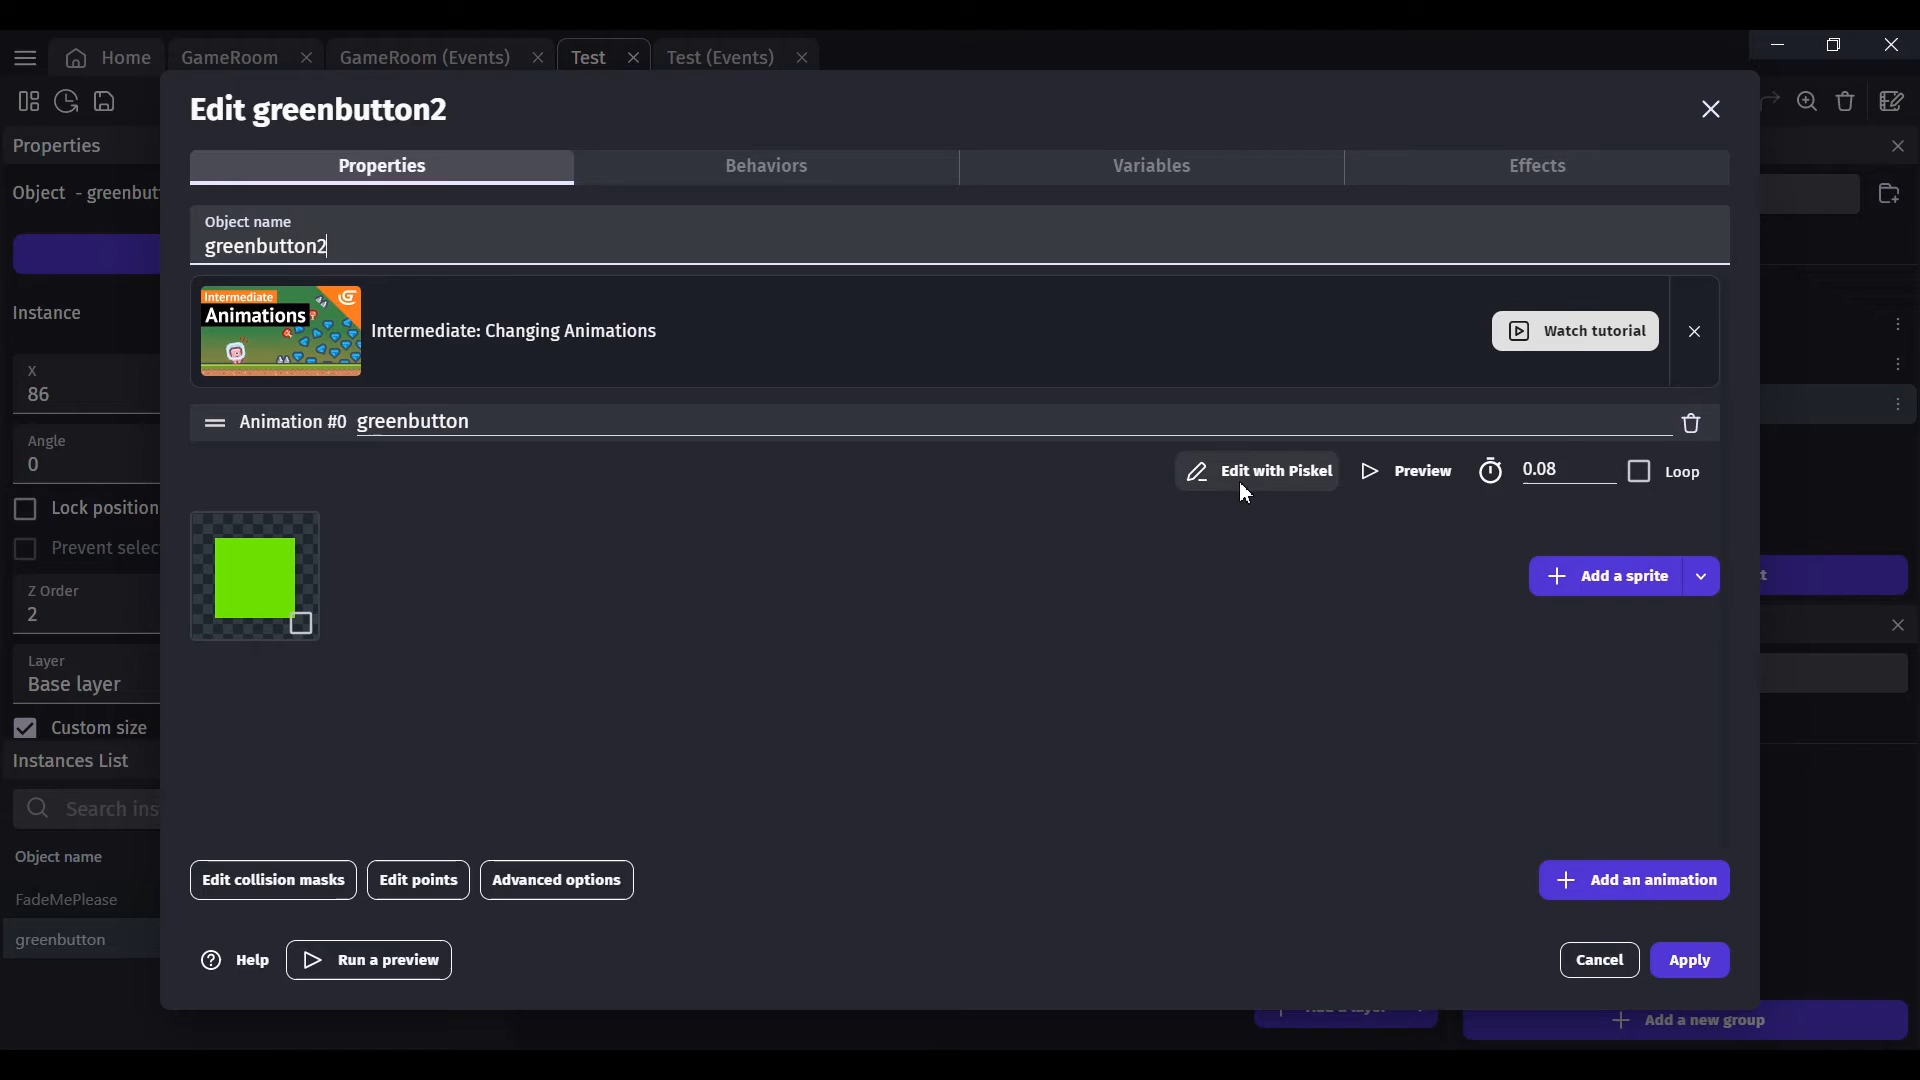 Home
GameRoom
GameRoom (Events)
Test
Test (Events)
Edit greenbutton2
Properties
Object - greenbut
Properties
Behaviors
Variables
Effects
Object name
greenbutton2
Intermediate
Animations
Intermediate: Changing Animations
Watch tutorial
Instance
X
86
Animation #0 greenbutton
Angle
0
Edit with Piskel
Preview
0.08
Loop
Lock position
Prevent selec
Add a sprite
Z Order
2
Layer
Base layer
Custom size
Instances List
Search ins
Object name
Edit collision masks
Edit points
Advanced options
Add an animation
FadeMePlease
greenbutton
Help
Run a preview
Cancel
Apply
Add a new group